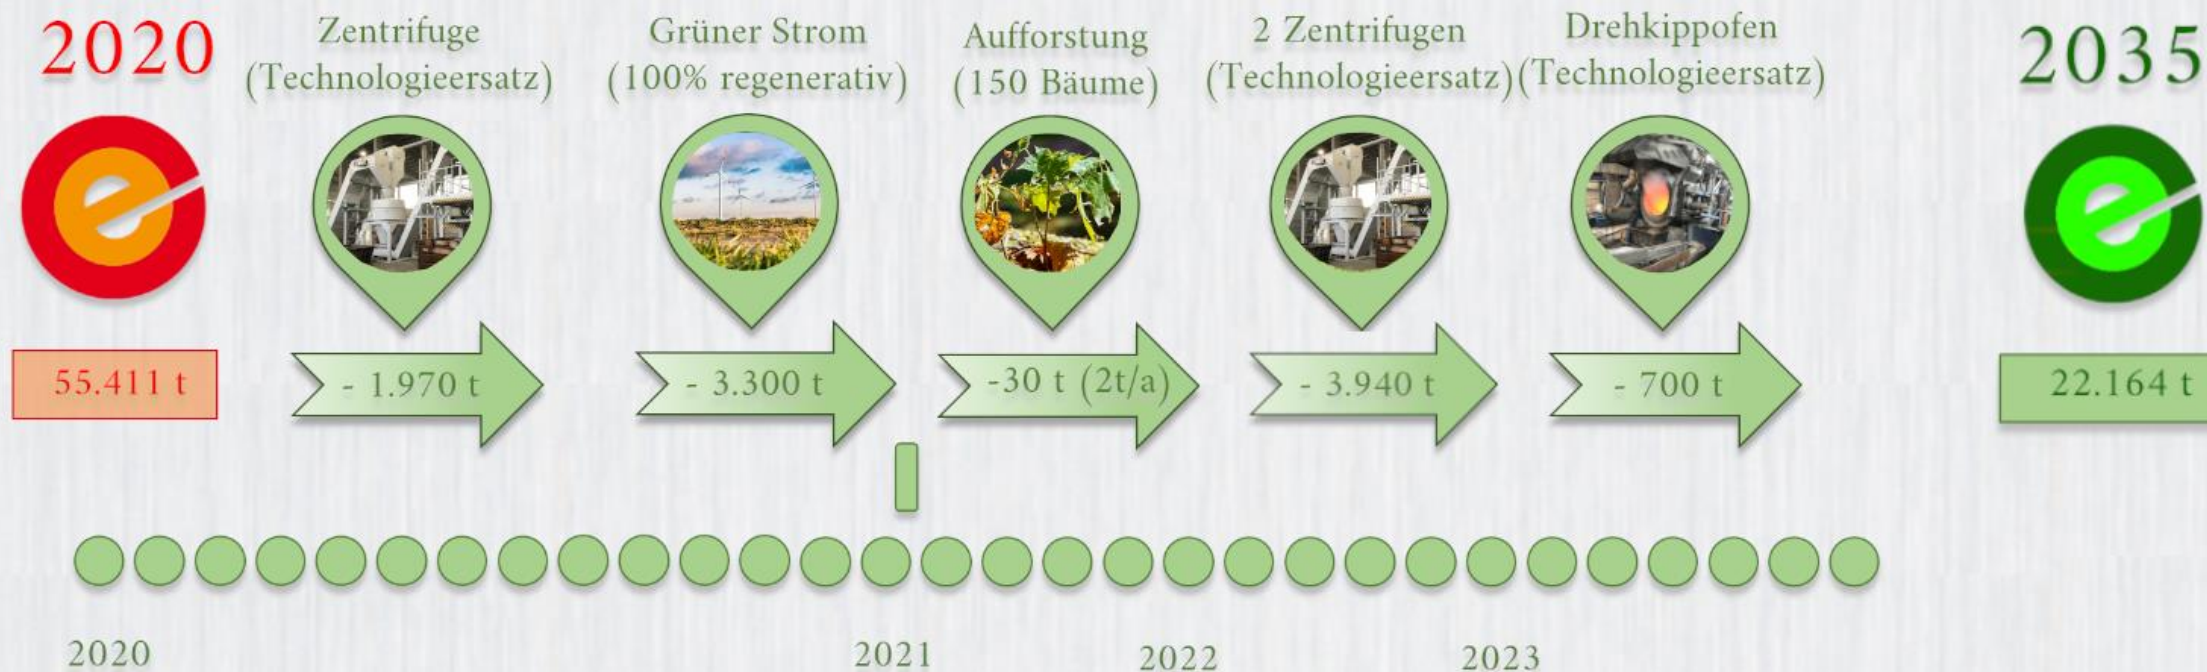 2020
Zentrifuge
(Technologieersatz)
Grüner Strom
(100% regenerativ)
Aufforstung
(150 Bäume)
2 Zentrifugen
(Technologieersatz)
Drehkippofen
(Technologieersatz)
2035
55.411 t
- 1.970 t
- 3.300 t
-30 t (2t/a)
- 3.940 t
- 700 t
22.164 t
2020
2021
2022
2023